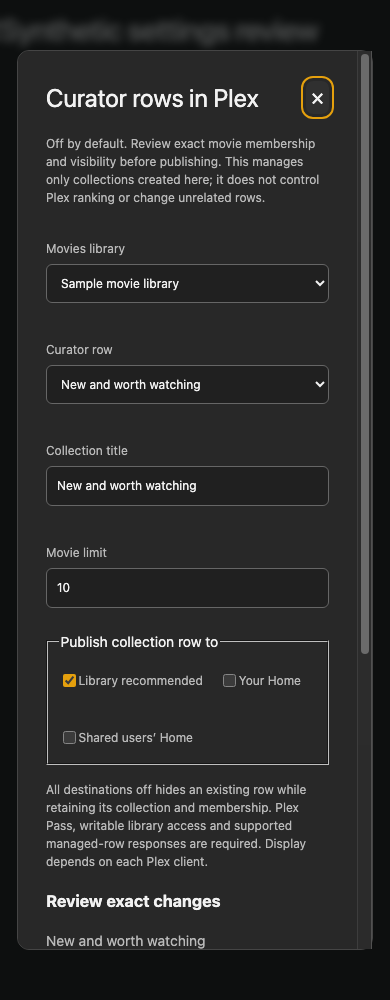 Synthetic settings review
Curator rows in Plex
Off by default. Review exact movie membership
and visibility before publishing. This manages
only collections created here; it does not control
Plex ranking or change unrelated rows.
Movies library
Sample movie library
Curator row
New and worth watching
Collection title
New and worth watching
Movie limit
10
Publish collection row to
Library recommended Your Home
Shared users’ Home
All destinations off hides an existing row while
retaining its collection and membership. Plex
Pass, writable library access and supported
managed-row responses are required. Display
depends on each Plex client.
Review exact changes
New and worth watching